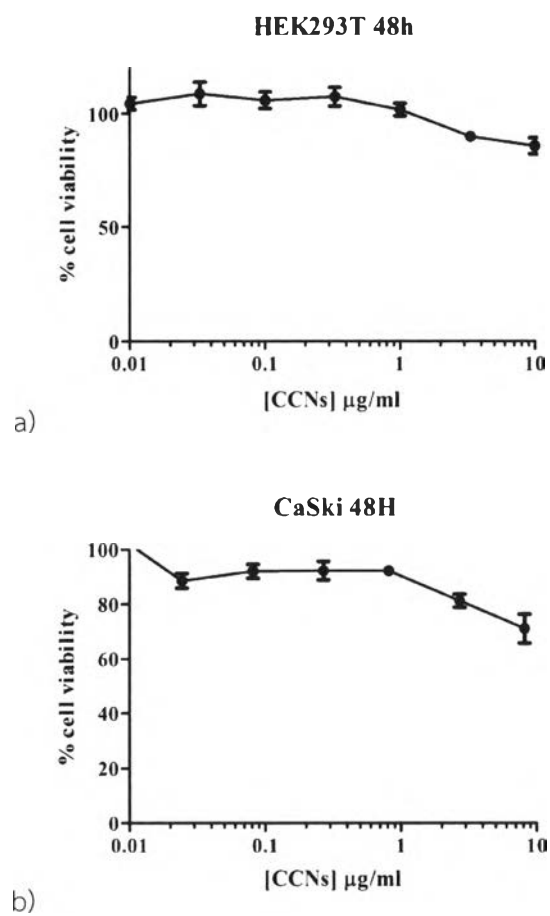 HEK293T 48h
% cell viability
100
50
0
0.01
0.1
1
10
[CCNs] µg/ml
a)
CaSki 48H
% cell viability
100
80
60
40
20
0
0.01
0.1
1
10
[CCNs] µg/ml
b)